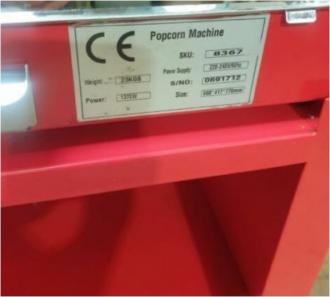 CE
Popcorn Machine
SKU: 8367
Power Supply: 220-240V/50Hz
Weight: 23KGS
S/NO: 0691712
Power: 1370W
Size: